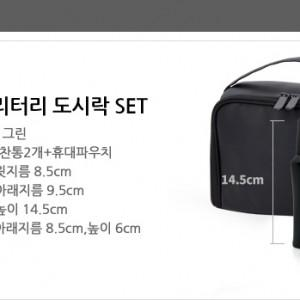 리터리 도시락 SET
그린
찬통2개+휴대파우치
윗지름 8.5cm
아래지름 9.5cm
높이 14.5cm
아래지름 8.5cm,높이 6cm
14.5cm